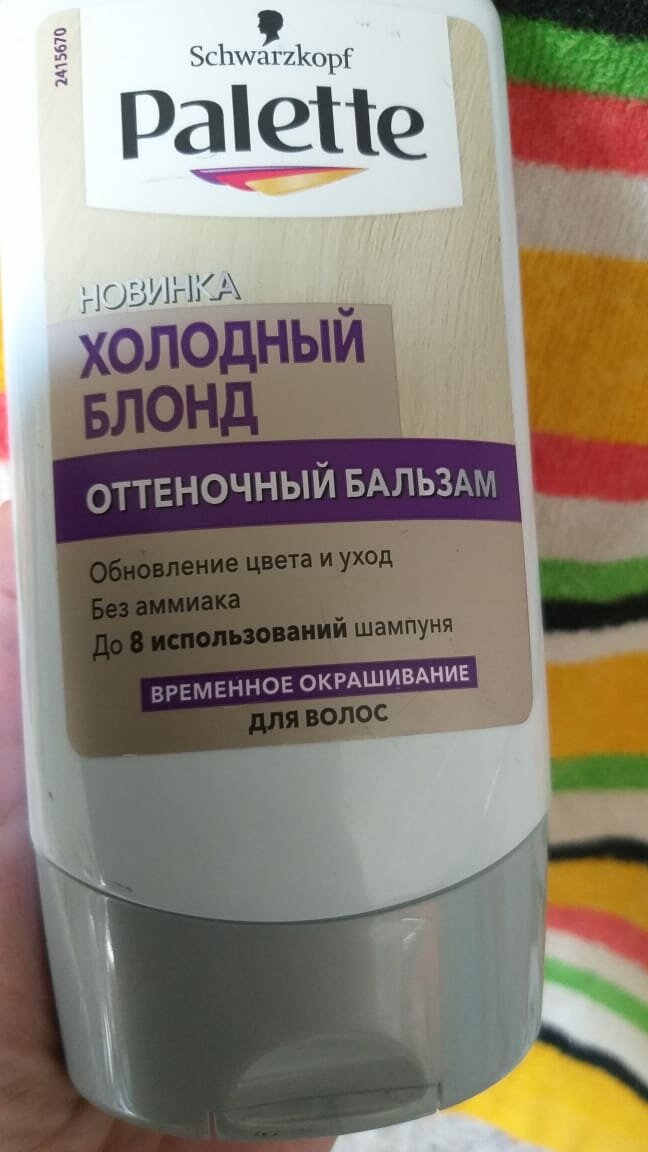 2415670
Schwarzkopf
Palette
НОВИНКА
ХОЛОДНЫЙ
БЛОНД
ОТТЕНОЧНЫЙ БАЛЬЗАМ
Обновление цвета и уход
Без аммиака
До 8 использований шампуня
ВРЕМЕННОЕ ОКРАШИВАНИЕ
ДЛЯ ВОЛОС